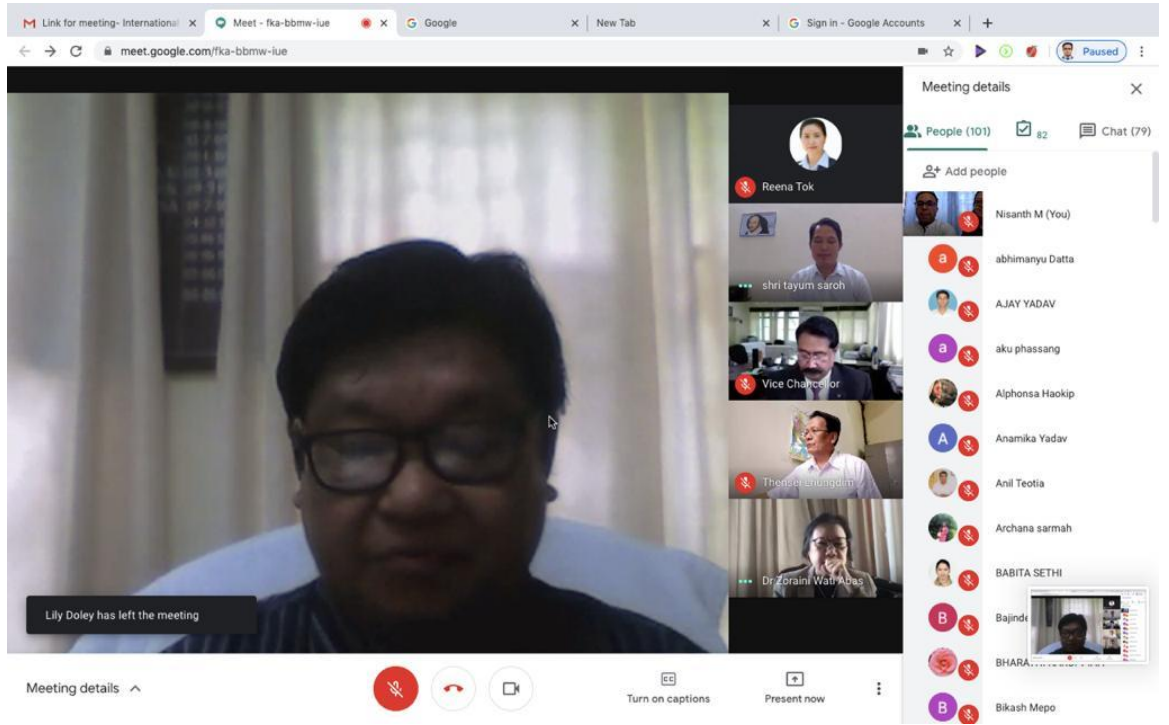 Link for meeting- International
Meet - fka-bbmw-iue
Google
New Tab
Sign in - Google Accounts
meet.google.com/fka-bbmw-iue
Paused
Meeting details
People (101)
82
Chat (79)
Add people
Reena Tok
shri tayum saroh
Vice Chancellor
Dr Zoraini Wati Abas
Nisanth M (You)
a
abhimanyu Datta
AJAY YADAV
a
aku phassang
Alphonsa Haokip
A
Anamika Yadav
Anil Teotia
Archana sarmah
BABITA SETHI
B
B
Bikash Mepo
Lily Doley has left the meeting
Meeting details
CC
Turn on captions
Present now